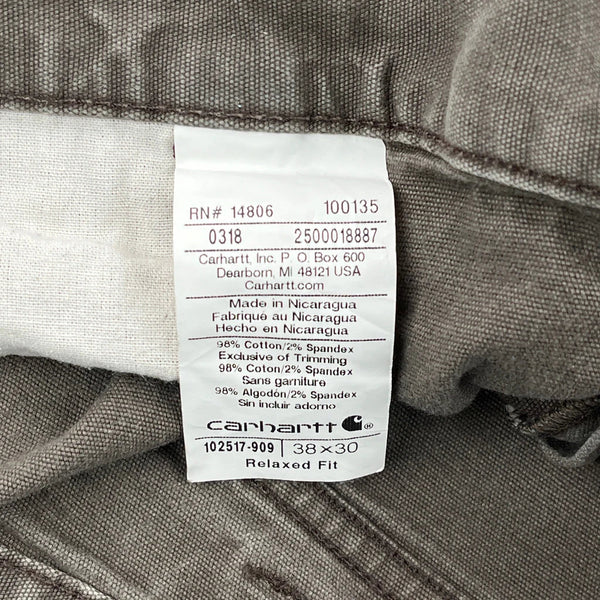 RN# 14806 100135
0318 2500018887
Carhartt, Inc. P. O. Box 600
Dearborn, MI 48121 USA
Carhartt.com
Made in Nicaragua
Fabriqué au Nicaragua
Hecho en Nicaragua
98% Cotton/2% Spandex
Exclusive of Trimming
98% Cotton/2% Spandex
Sans garniture
98% Algodón/2% Spandex
Sin incluir adorno
carhartt ®
102517-909 38×30
Relaxed Fit